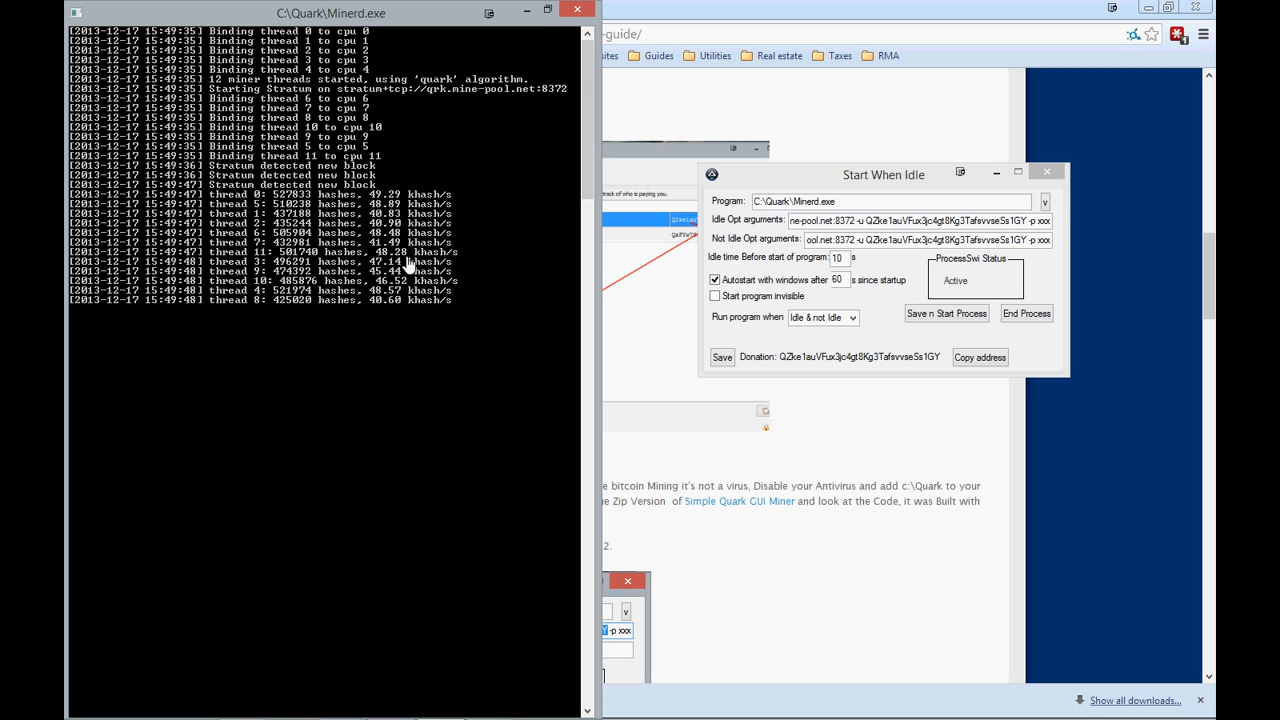 C:\Quark\Minerd.exe
[2013-12-17 15:49:35] Binding thread 0 to cpu 0
[2013-12-17 15:49:35] Binding thread 1 to cpu 1
[2013-12-17 15:49:35] Binding thread 2 to cpu 2
[2013-12-17 15:49:35] Binding thread 3 to cpu 3
[2013-12-17 15:49:35] Binding thread 4 to cpu 4
[2013-12-17 15:49:35] 12 miner threads started, using 'quark' algorithm.
[2013-12-17 15:49:35] Starting Stratum on stratum+tcp://qrk.mine-pool.net:8372
[2013-12-17 15:49:35] Binding thread 6 to cpu 6
[2013-12-17 15:49:35] Binding thread 7 to cpu 7
[2013-12-17 15:49:35] Binding thread 8 to cpu 8
[2013-12-17 15:49:35] Binding thread 10 to cpu 10
[2013-12-17 15:49:35] Binding thread 9 to cpu 9
[2013-12-17 15:49:35] Binding thread 5 to cpu 5
[2013-12-17 15:49:35] Binding thread 11 to cpu 11
[2013-12-17 15:49:36] Stratum detected new block
[2013-12-17 15:49:36] Stratum detected new block
[2013-12-17 15:49:47] Stratum detected new block
[2013-12-17 15:49:47] thread 0: 527833 hashes, 49.29 khash/s
[2013-12-17 15:49:47] thread 5: 510238 hashes, 48.89 khash/s
[2013-12-17 15:49:47] thread 1: 437188 hashes, 40.83 khash/s
[2013-12-17 15:49:47] thread 2: 435244 hashes, 40.90 khash/s
[2013-12-17 15:49:47] thread 6: 505904 hashes, 48.48 khash/s
[2013-12-17 15:49:47] thread 7: 432981 hashes, 41.49 khash/s
[2013-12-17 15:49:47] thread 11: 501740 hashes, 48.28 khash/s
[2013-12-17 15:49:48] thread 3: 496291 hashes, 47.14 khash/s
[2013-12-17 15:49:48] thread 9: 474392 hashes, 45.44 khash/s
[2013-12-17 15:49:48] thread 10: 485876 hashes, 46.52 khash/s
[2013-12-17 15:49:48] thread 4: 521974 hashes, 48.57 khash/s
[2013-12-17 15:49:48] thread 8: 425020 hashes, 40.60 khash/s
-guide/
sites Guides Utilities Real estate Taxes RMA
track of who is paying you.
Start When Idle
Program: C:\Quark\Minerd.exe v
Idle Opt arguments: ne-pool.net:8372 -u QZke1auVFux3jc4gt8Kg3TafsvvseSs1GY -p xxx
Not Idle Opt arguments: ool.net:8372 -u QZke1auVFux3jc4gt8Kg3TafsvvseSs1GY -p xxx
Idle time Before start of program: 10 s
ProcessSwi Status
Active
Autostart with windows after 60 s since startup
Start program invisible
Run program when Idle & not Idle
Save n Start Process End Process
Save Donation: QZke1auVFux3jc4gt8Kg3TafsvvseSs1GY Copy address
e bitcoin Mining it's not a virus, Disable your Antivirus and add c:\Quark to your
e Zip Version of Simple Quark GUI Miner and look at the Code, it was Built with
2.
v
Y -p xxx
Show all downloads...